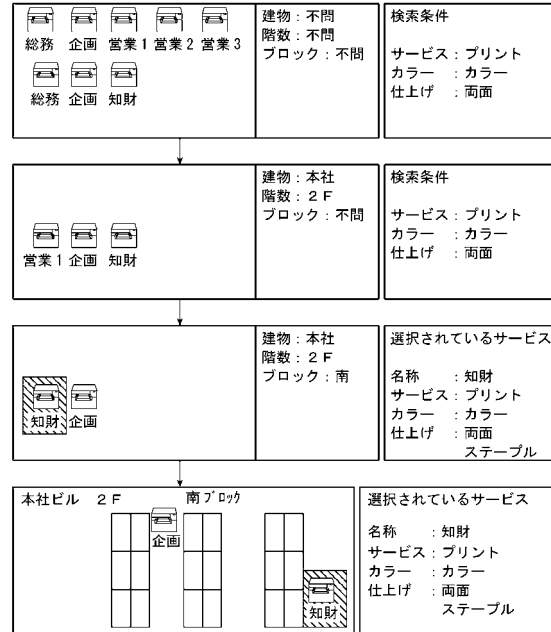 総務 企画 営業1 営業2 営業3
総務 企画 知財
建物：不問
階数：不問
ブロック：不問
検索条件
サービス：プリント
カラー ：カラー
仕上げ ：両面
営業1 企画 知財
建物：本社
階数：2F
ブロック：不問
検索条件
サービス：プリント
カラー ：カラー
仕上げ ：両面
知財 企画
建物：本社
階数：2F
ブロック：南
選択されているサービス
名称 ：知財
サービス：プリント
カラー ：カラー
仕上げ ：両面
ステープル
本社ビル 2F 南ブロック
企画
知財
選択されているサービス
名称 ：知財
サービス：プリント
カラー ：カラー
仕上げ ：両面
ステープル